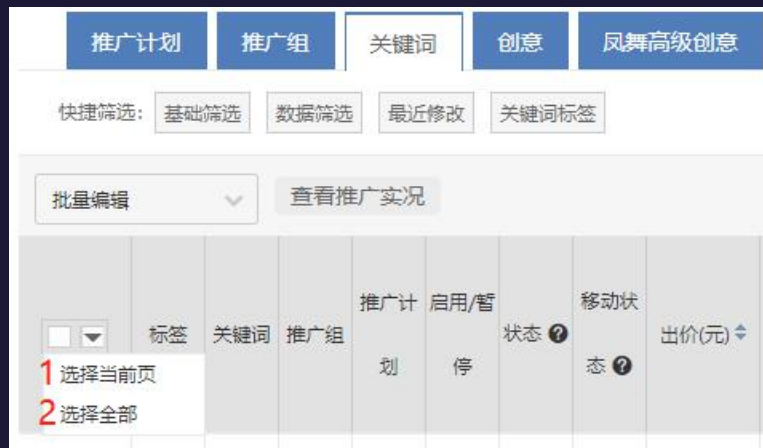 推广计划 推广组 关键词 创意 凤舞高级创意
快捷筛选: 基础筛选 数据筛选 最近修改 关键词标签
批量编辑 查看推广实况
标签 关键词 推广组 推广计划 启用/暂停 状态 ? 移动状态 ? 出价(元)
1 选择当前页
2 选择全部